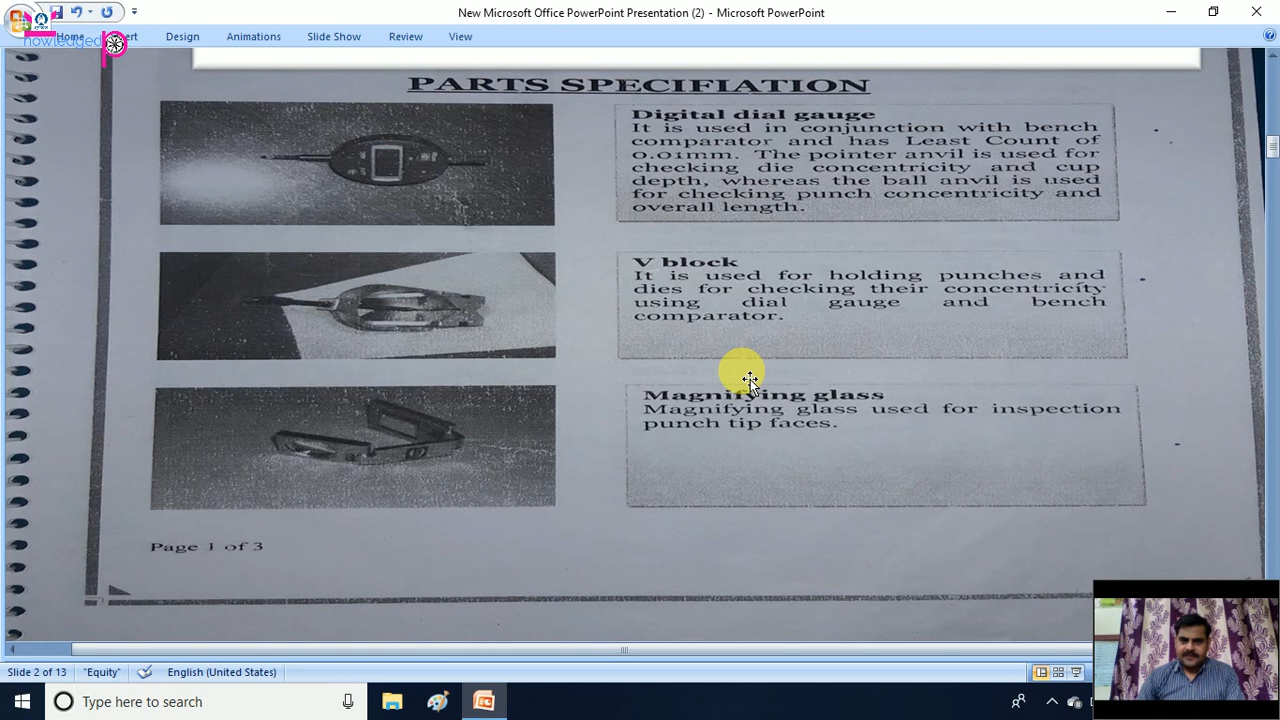 New Microsoft Office PowerPoint Presentation (2) - Microsoft PowerPoint
Home
Design
Animations
Slide Show
Review
View
PARTS SPECIFIATION
Digital dial gauge
It is used in conjunction with bench
comparator and has Least Count of
0.01mm. The pointer anvil is used for
checking die concentricity and cup
depth, whereas the ball anvil is used
for checking punch concentricity and
overall length.
V block
It is used for holding punches and
dies for checking their concentricity
using dial gauge and bench
comparator.
Magnifying glass
Magnifying glass used for inspection
punch tip faces.
Page 1 of 3
Slide 2 of 13
"Equity"
English (United States)
Type here to search